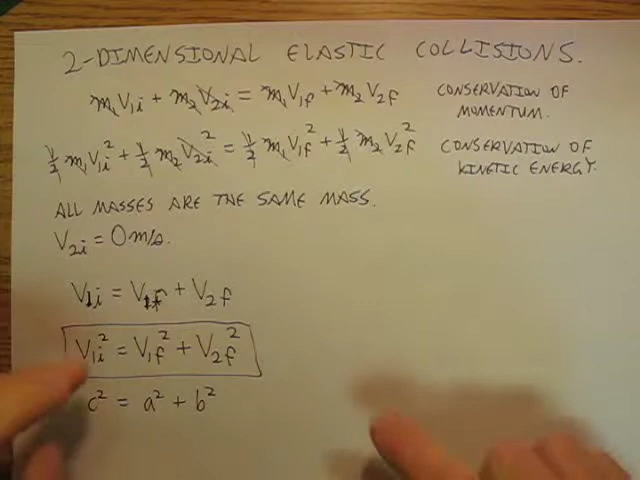 2-DIMENSIONAL ELASTIC COLLISIONS.
m₁V₁ᵢ + m₂V₂ᵢ = m₁V₁f + m₂V₂f CONSERVATION OF MOMENTUM.
½m₁V₁ᵢ² + ½m₂V₂ᵢ² = ½m₁V₁f² + ½m₂V₂f² CONSERVATION OF KINETIC ENERGY.
ALL MASSES ARE THE SAME MASS.
V₂ᵢ = 0m/s.
V₁ᵢ = V₁f + V₂f
V₁ᵢ² = V₁f² + V₂f²
c² = a² + b²